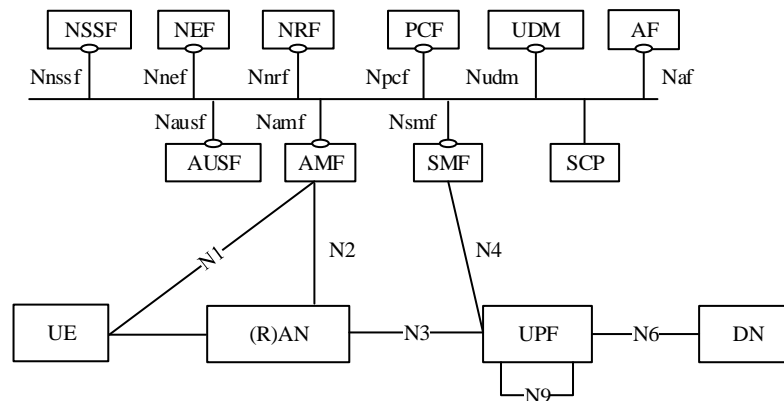 NSSF NEF NRF PCF UDM AF
Nnssf Nnef Nnrf Npcf Nudm Naf
Nausf Namf Nsmf
AUSF AMF SMF SCP
N1 N2 N4
UE (R)AN N3 UPF N6 DN
N9